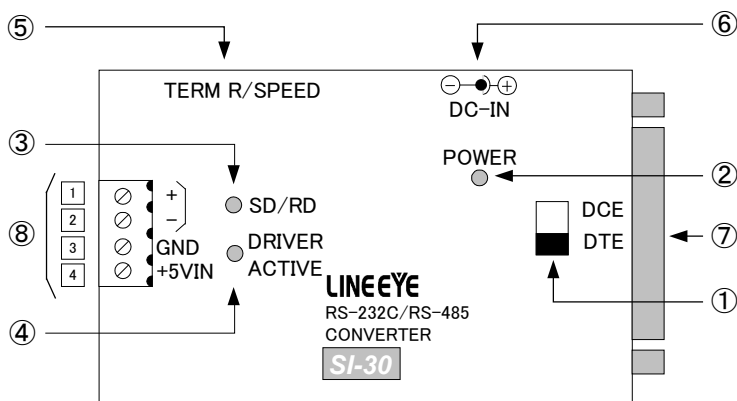 ⑤
⑥
TERM R/SPEED
− +
DC-IN
③
POWER
②
⑧
1
2
3
4
+
−
GND
+5VIN
SD/RD
DRIVER
ACTIVE
DCE
DTE
⑦
①
④
LINEEYE
RS-232C/RS-485
CONVERTER
SI-30